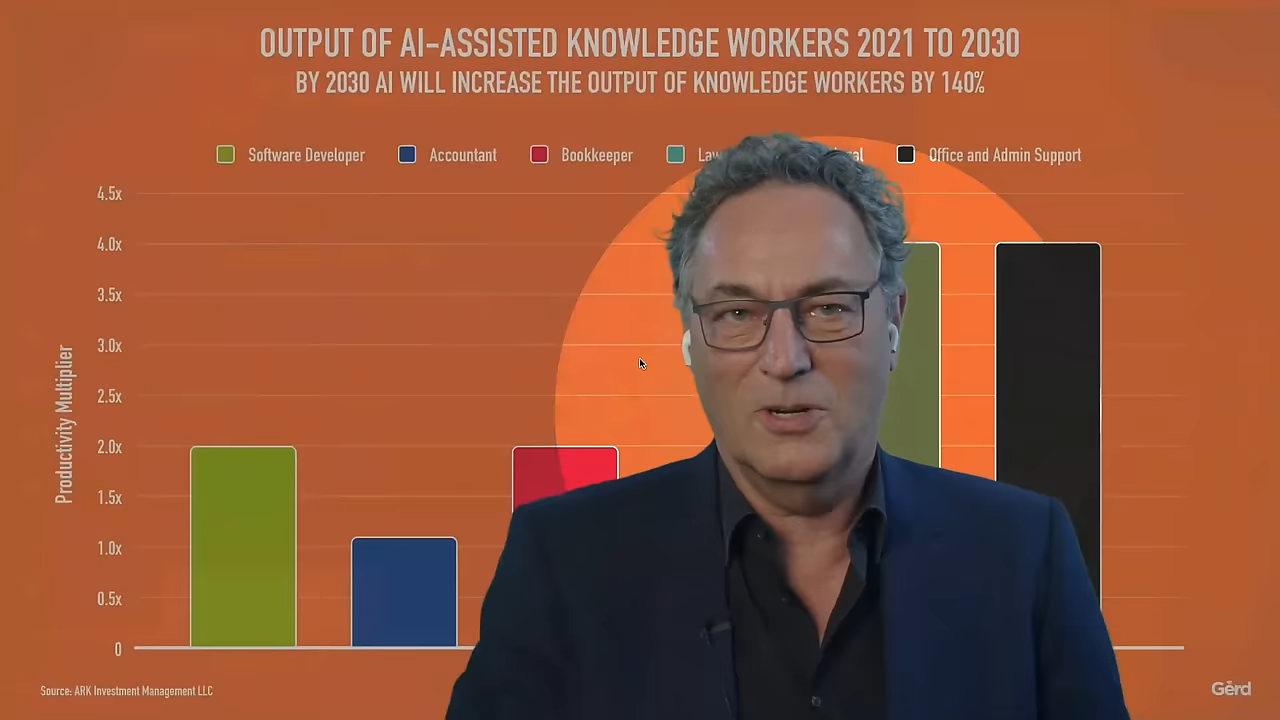 OUTPUT OF AI-ASSISTED KNOWLEDGE WORKERS 2021 TO 2030
BY 2030 AI WILL INCREASE THE OUTPUT OF KNOWLEDGE WORKERS BY 140%
Software Developer Accountant Bookkeeper Office and Admin Support
4.5x
4.0x
3.5x
3.0x
2.5x
2.0x
1.5x
1.0x
0.5x
0
Productivity Multiplier
Source: ARK Investment Management LLC
Gerd